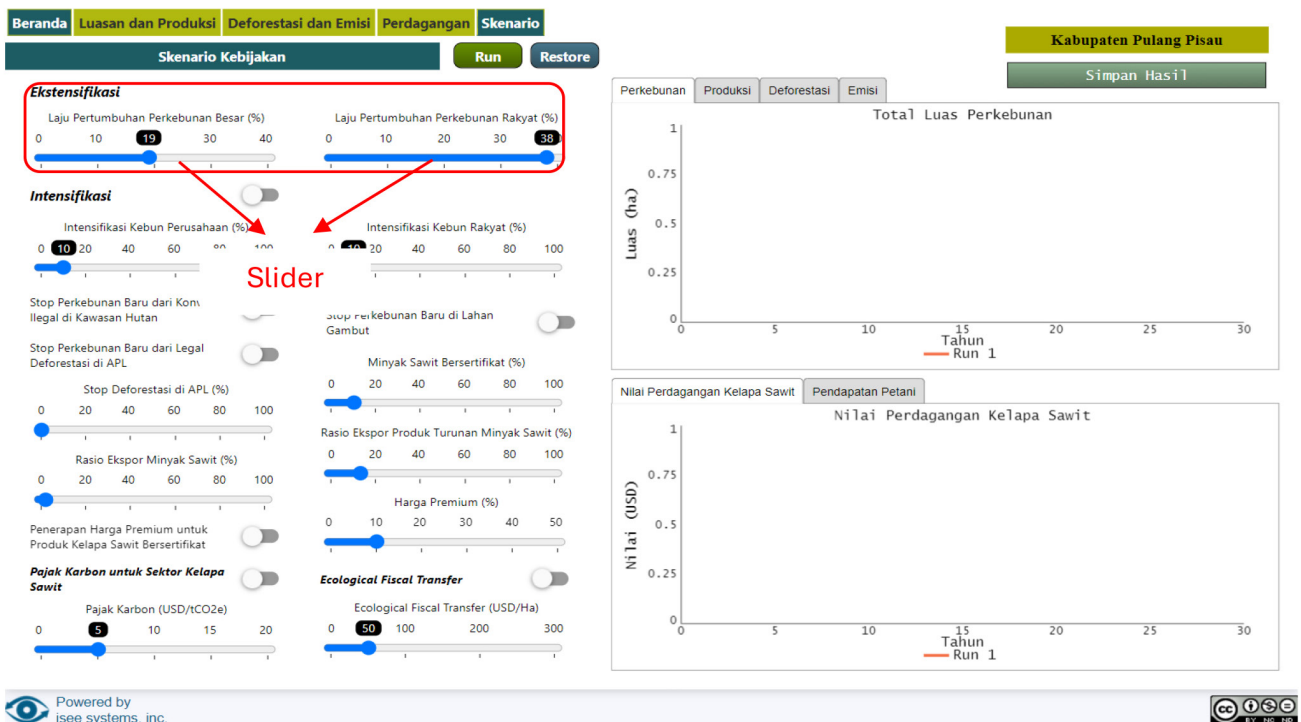 Beranda Luasan dan Produksi Deforestasi dan Emisi Perdagangan Skenario
Skenario Kebijakan Run Restore
Kabupaten Pulang Pisau
Simpan Hasil
Ekstensifikasi
Laju Pertumbuhan Perkebunan Besar (%)
0 10 19 30 40
Laju Pertumbuhan Perkebunan Rakyat (%)
0 10 20 30 38
Intensifikasi
Intensifikasi Kebun Perusahaan (%)
0 10 20 40 60 80 100
Intensifikasi Kebun Rakyat (%)
0 10 20 40 60 80 100
Slider
Stop Perkebunan Baru dari
Ilegal di Kawasan Hutan
Stop Perkebunan Baru di Lahan
Gambut
Stop Perkebunan Baru dari Legal
Deforestasi di APL
Stop Deforestasi di APL (%)
0 20 40 60 80 100
Minyak Sawit Bersertifikat (%)
0 20 40 60 80 100
Rasio Ekspor Minyak Sawit (%)
0 20 40 60 80 100
Rasio Ekspor Produk Turunan Minyak Sawit (%)
0 20 40 60 80 100
Harga Premium (%)
0 10 20 30 40 50
Penerapan Harga Premium untuk
Produk Kelapa Sawit Bersertifikat
Pajak Karbon untuk Sektor Kelapa
Sawit
Pajak Karbon (USD/tCO2e)
0 5 10 15 20
Ecological Fiscal Transfer
Ecological Fiscal Transfer (USD/Ha)
0 50 100 200 300
Perkebunan Produksi Deforestasi Emisi
Total Luas Perkebunan
Luas (ha)
1
0.75
0.5
0.25
0
0 5 10 15 20 25 30
Tahun
Run 1
Nilai Perdagangan Kelapa Sawit Pendapatan Petani
Nilai Perdagangan Kelapa Sawit
Nilai (USD)
1
0.75
0.5
0.25
0
0 5 10 15 20 25 30
Tahun
Run 1
Powered by
isee systems, inc.
cc BY NC ND